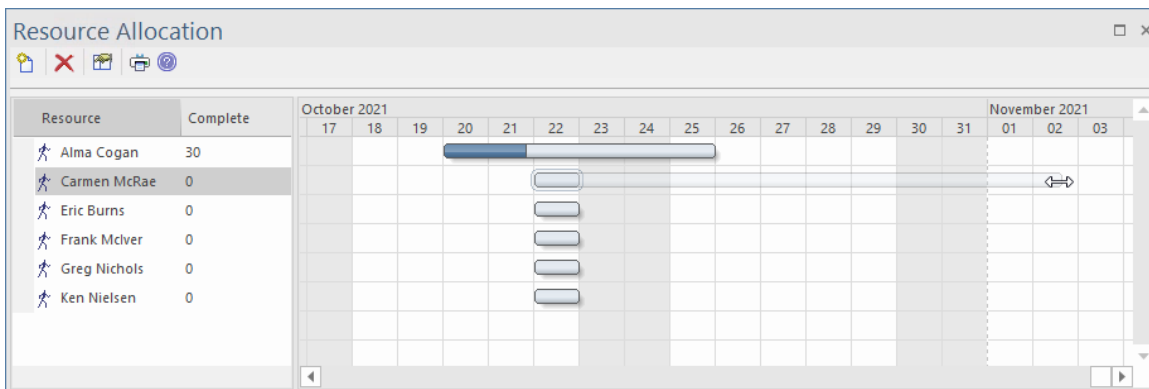 Resource Allocation
Resource Complete
October 2021 November 2021
17 18 19 20 21 22 23 24 25 26 27 28 29 30 31 01 02 03
Alma Cogan 30
Carmen McRae 0
Eric Burns 0
Frank McIver 0
Greg Nichols 0
Ken Nielsen 0